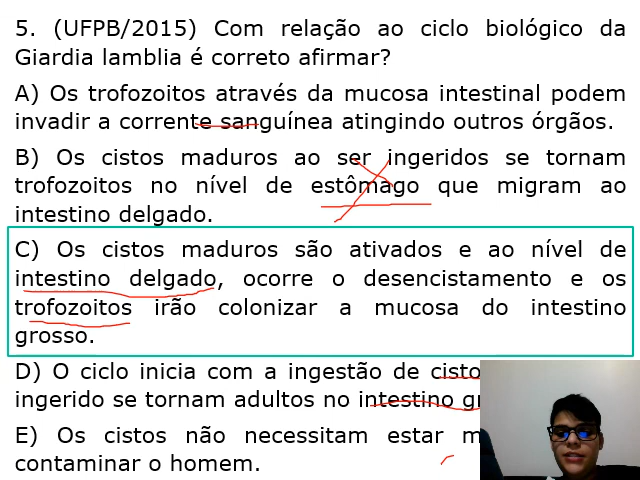 5. (UFPB/2015) Com relação ao ciclo biológico da
Giardia lamblia é correto afirmar?
A) Os trofozoitos através da mucosa intestinal podem
invadir a corrente sanguínea atingindo outros órgãos.
B) Os cistos maduros ao ser ingeridos se tornam
trofozoitos no nível de estômago que migram ao
intestino delgado.
C) Os cistos maduros são ativados e ao nível de
intestino delgado, ocorre o desencistamento e os
trofozoitos irão colonizar a mucosa do intestino
grosso.
D) O ciclo inicia com a ingestão de
ingerido se tornam adultos no intestino
E) Os cistos não necessitam estar
contaminar o homem.